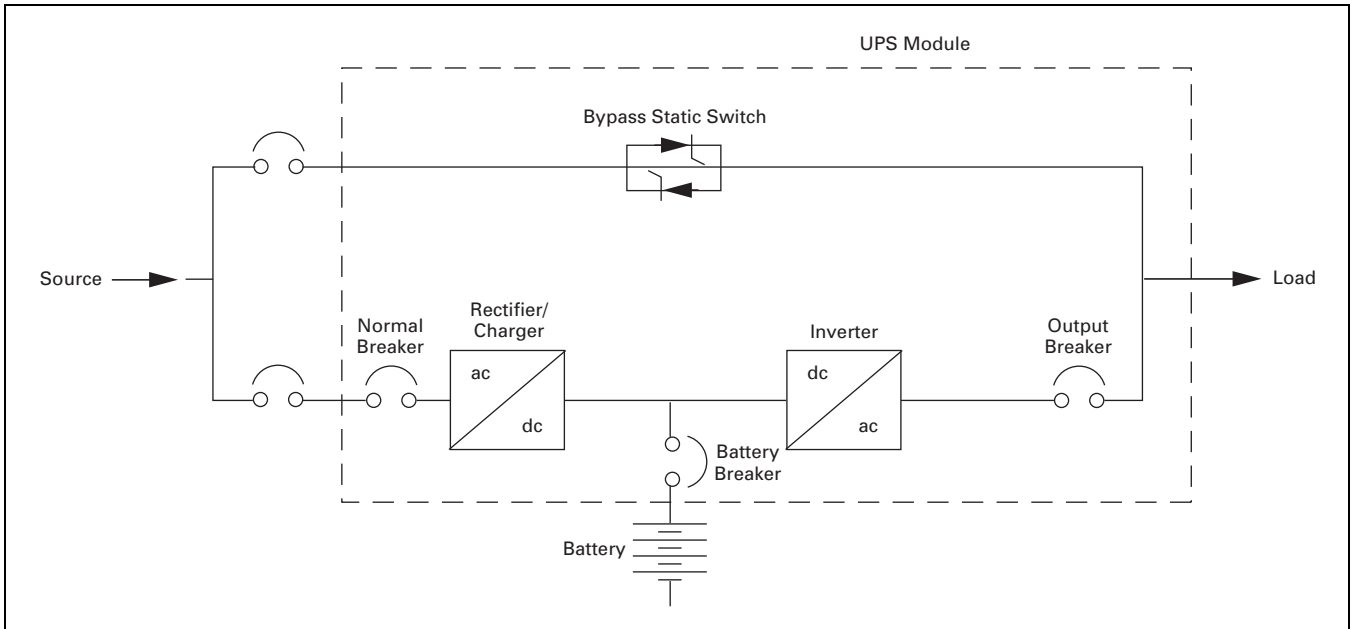 UPS Module
Bypass Static Switch
Source
Load
Normal
Breaker
Rectifier/
Charger
Inverter
Output
Breaker
ac
dc
dc
ac
Battery
Breaker
Battery